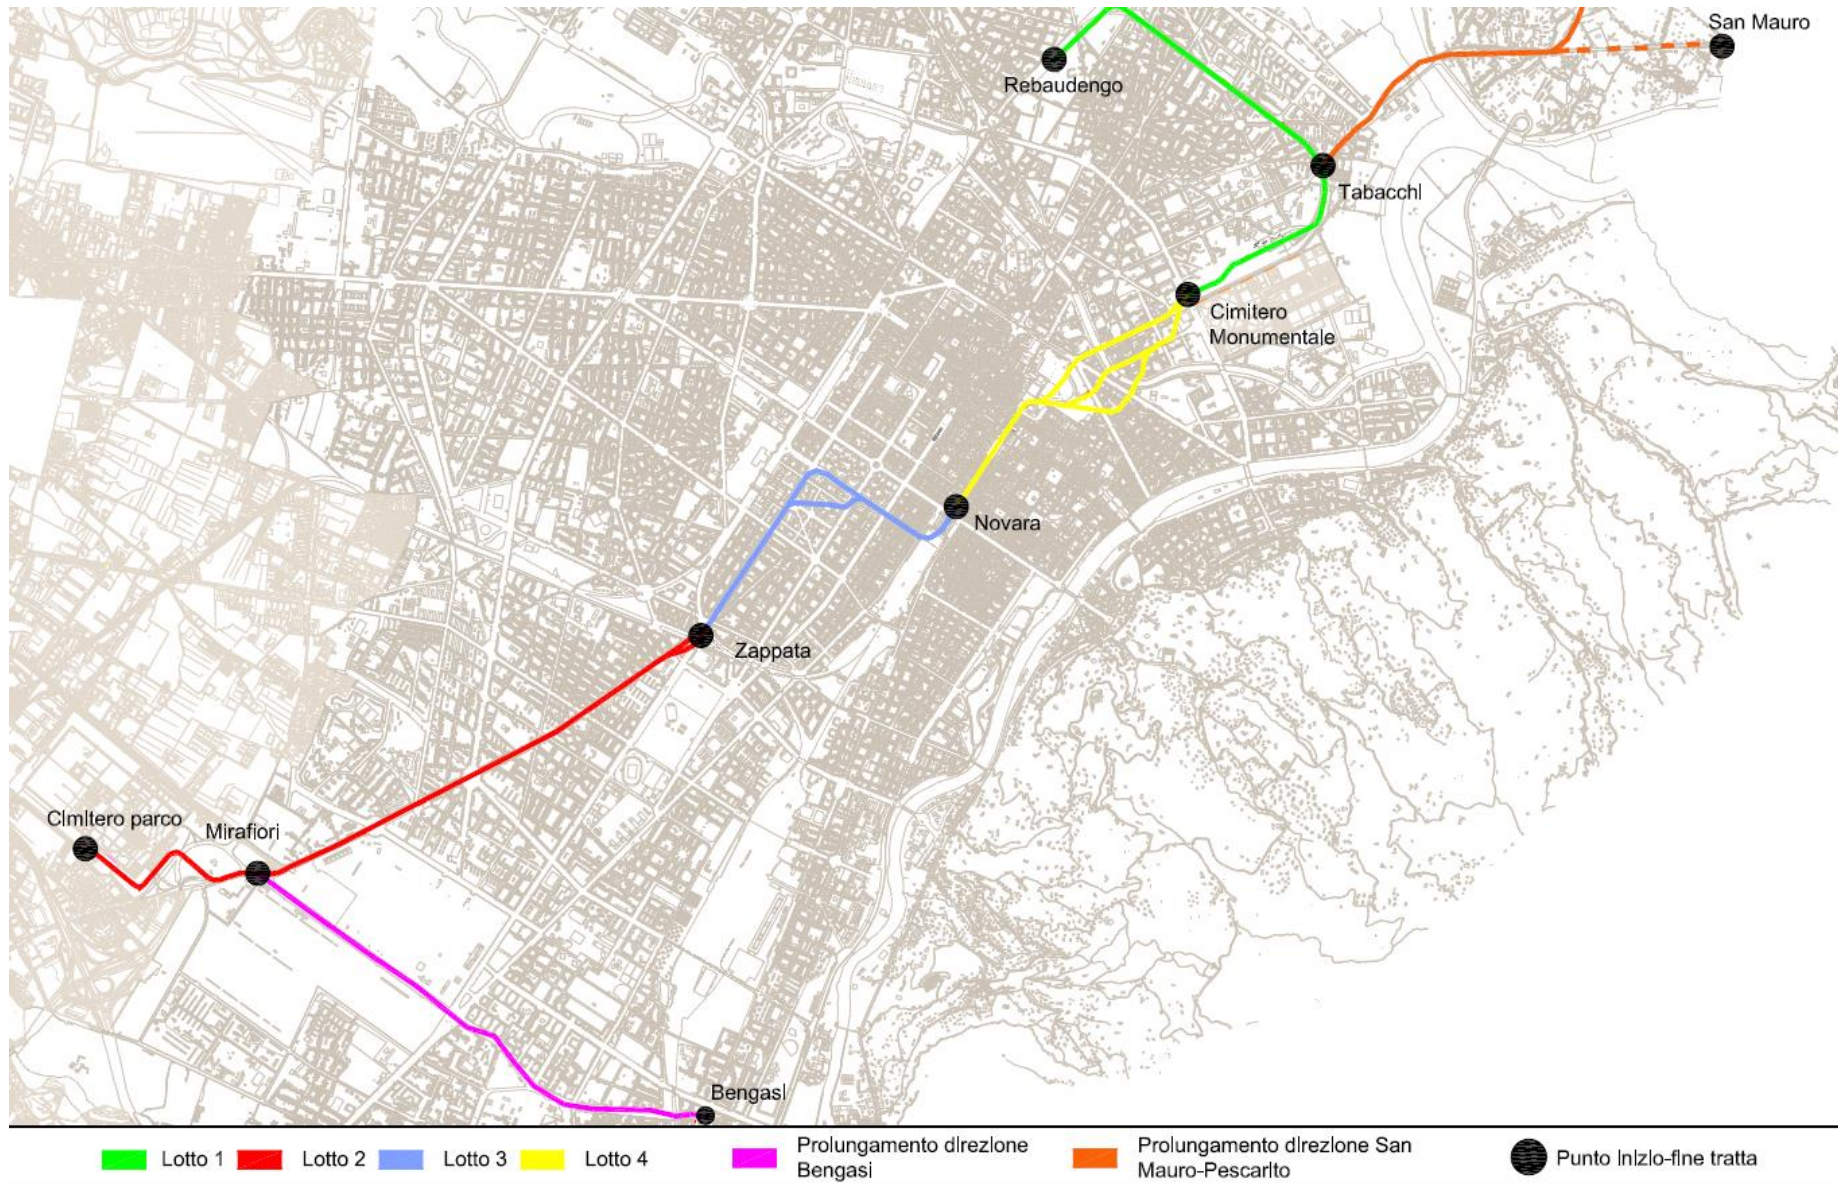 San Mauro
Rebaudengo
Tabacchi
Cimitero
Monumentale
Novara
Zappata
Cimitero parco
Mirafiori
Bengasi
Lotto 1
Lotto 2
Lotto 3
Lotto 4
Prolungamento direzione
Bengasi
Prolungamento direzione San
Mauro-Pescarito
Punto inizio-fine tratta